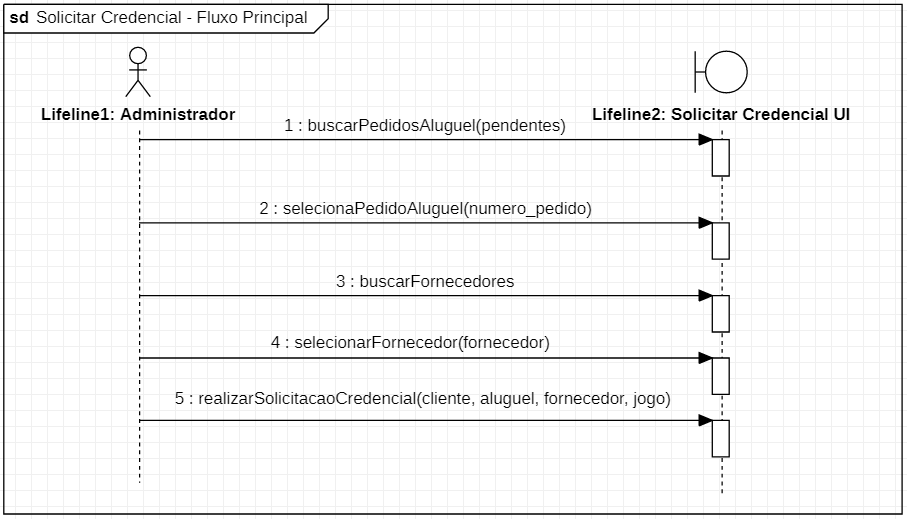 sd Solicitar Credencial - Fluxo Principal
Lifeline1: Administrador
Lifeline2: Solicitar Credencial UI
1 : buscarPedidosAluguel(pendentes)
2 : selecionaPedidoAluguel(numero_pedido)
3 : buscarFornecedores
4 : selecionarFornecedor(fornecedor)
5 : realizarSolicitacaoCredencial(cliente, aluguel, fornecedor, jogo)